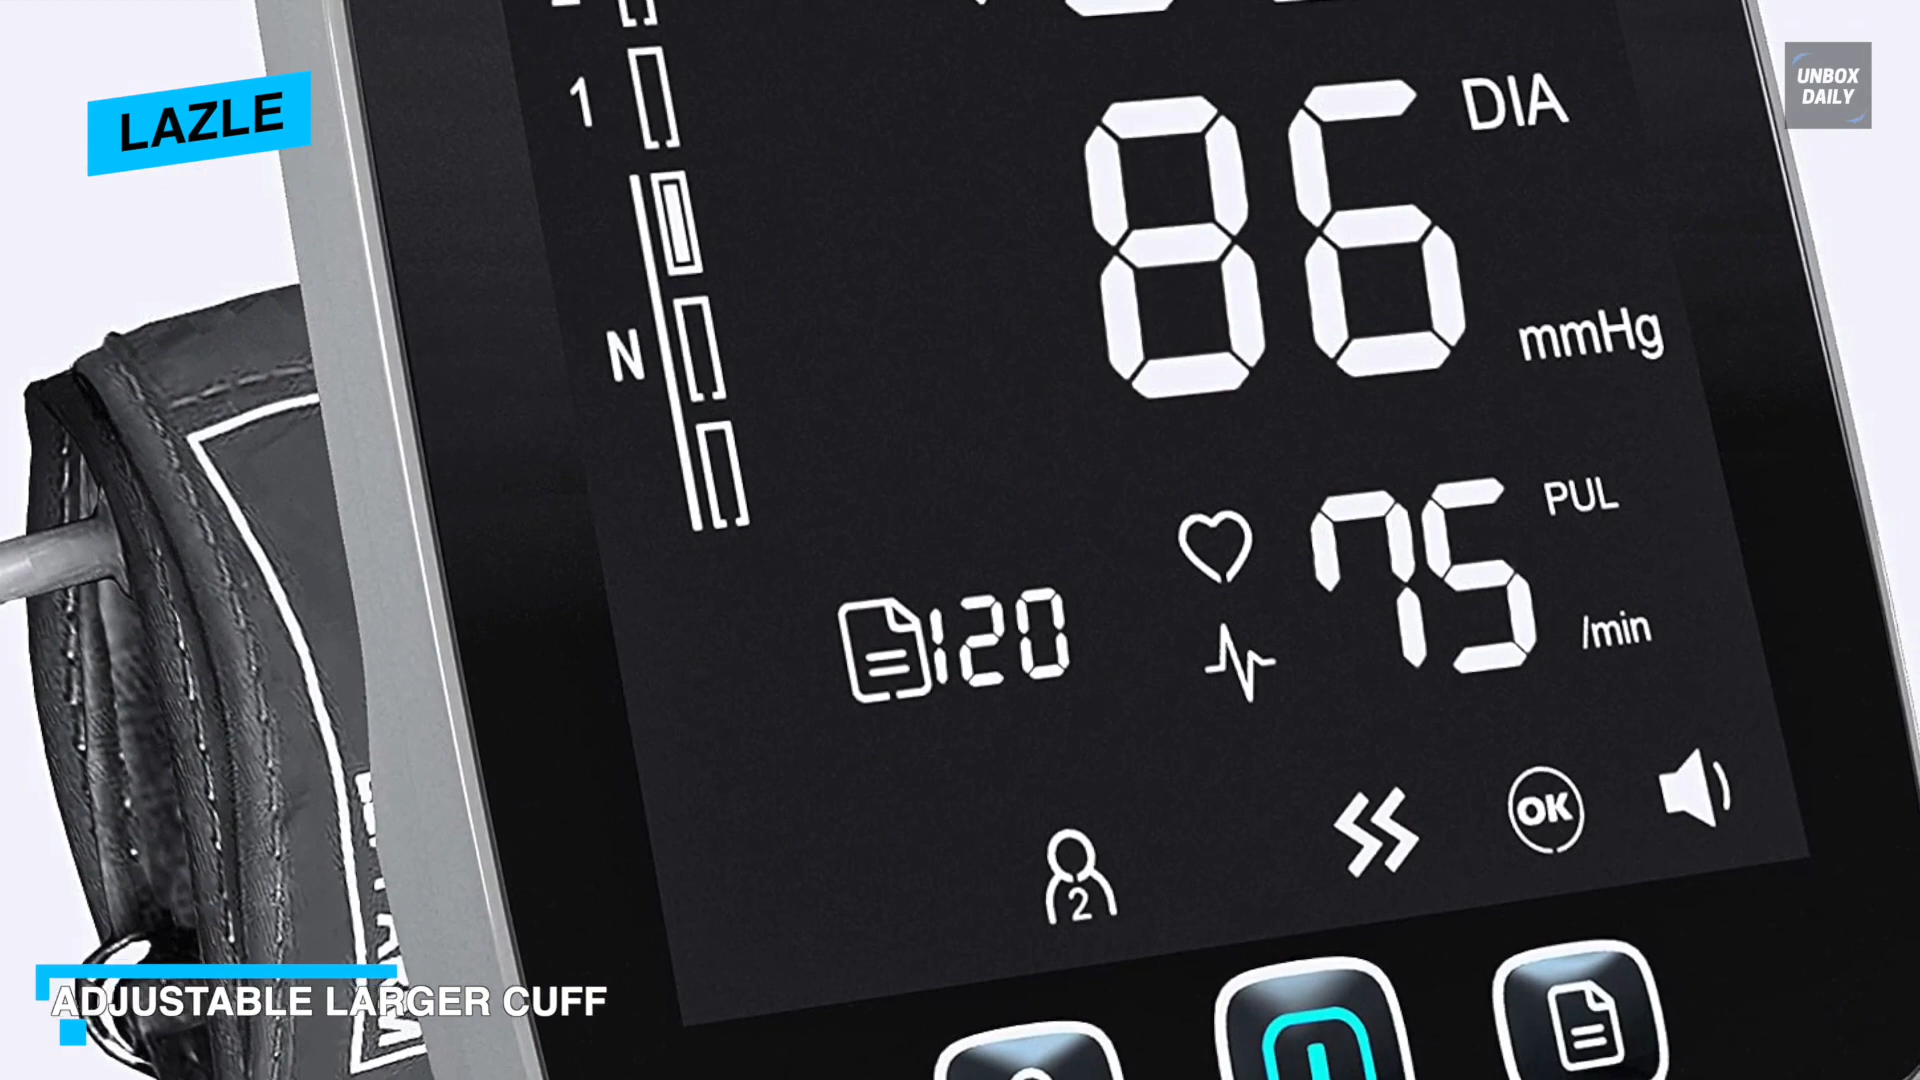 LAZLE
UNBOX
DAILY
1
86
DIA
mmHg
N
75
PUL
/min
120
OK
2
ADJUSTABLE LARGER CUFF